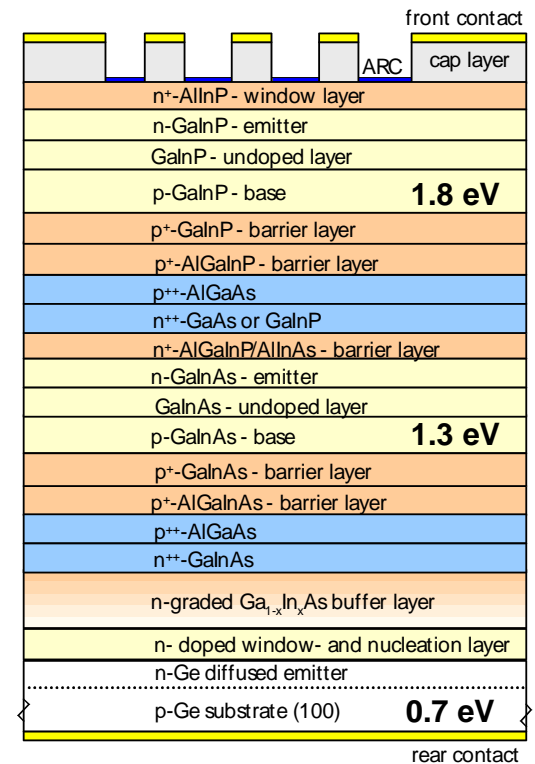 front contact
ARC cap layer
n⁺-AlInP - window layer
n-GaInP - emitter
GaInP - undoped layer
p-GaInP - base 1.8 eV
p⁺-GaInP - barrier layer
p⁺-AlGaInP - barrier layer
p⁺⁺-AlGaAs
n⁺⁺-GaAs or GaInP
n⁺-AlGaInP/AlInAs - barrier layer
n-GaInAs - emitter
GaInAs - undoped layer
p-GaInAs - base 1.3 eV
p⁺-GaInAs - barrier layer
p⁺-AlGaInAs - barrier layer
p⁺⁺-AlGaAs
n⁺⁺-GaInAs
n-graded Ga₁₋ₓInₓAs buffer layer
n- doped window- and nucleation layer
n-Ge diffused emitter
p-Ge substrate (100) 0.7 eV
rear contact